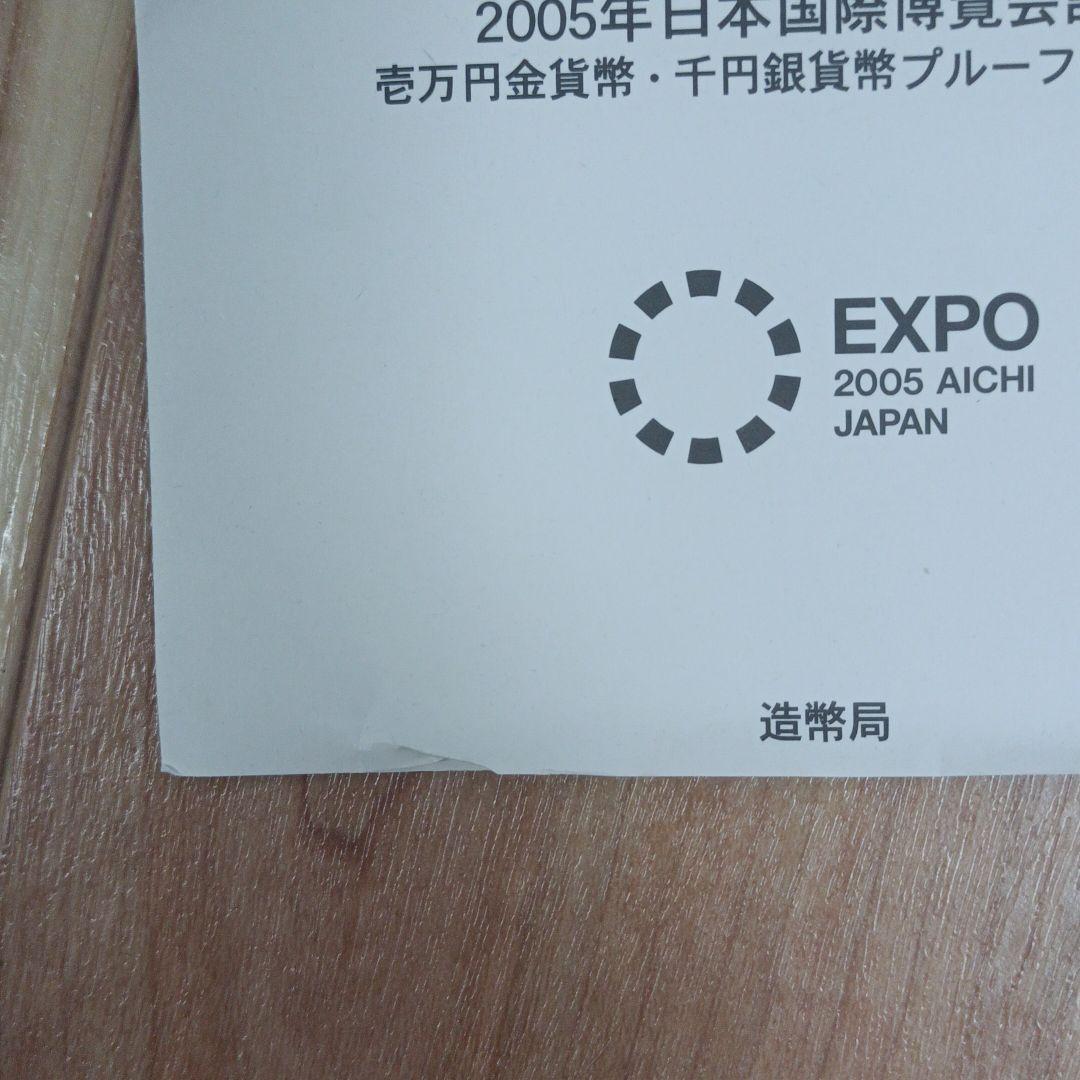 2005年日本国際博覧会記
壱万円金貨幣・千円銀貨幣プルーフ
EXPO
2005 AICHI
JAPAN
造幣局